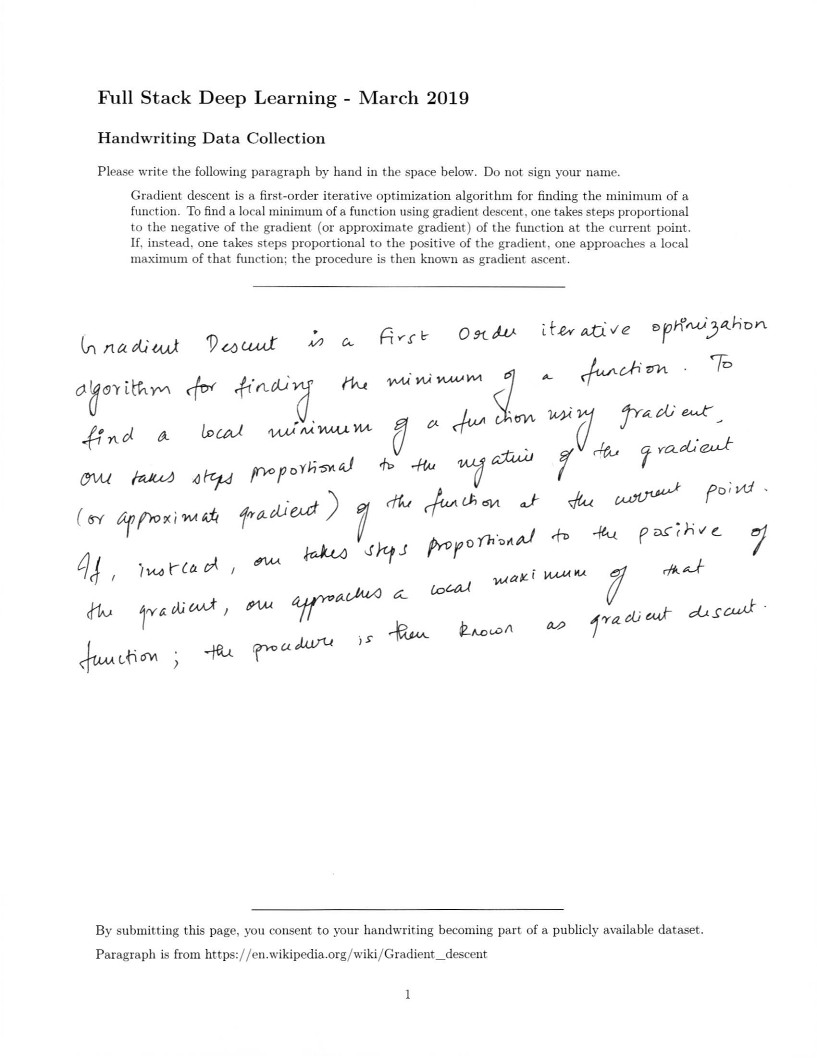 Full Stack Deep Learning - March 2019
Handwriting Data Collection
Please write the following paragraph by hand in the space below. Do not sign your name.
Gradient descent is a first-order iterative optimization algorithm for finding the minimum of a
function. To find a local minimum of a function using gradient descent, one takes steps proportional
to the negative of the gradient (or approximate gradient) of the function at the current point.
If, instead, one takes steps proportional to the positive of the gradient, one approaches a local
maximum of that function; the procedure is then known as gradient ascent.
Gradient Descent is a first Order iterative optimization
algorithm for finding the minimum of a function. To
find a local minimum of a function using gradient,
one takes steps proportional to the negative of the gradient
(or approximate gradient) of the function at the current point.
If, instead, one takes steps proportional to the positive of
the gradient, one approaches a local maximum of that
function; the procedure is then known as gradient descent.
By submitting this page, you consent to your handwriting becoming part of a publicly available dataset.
Paragraph is from https://en.wikipedia.org/wiki/Gradient_descent
1